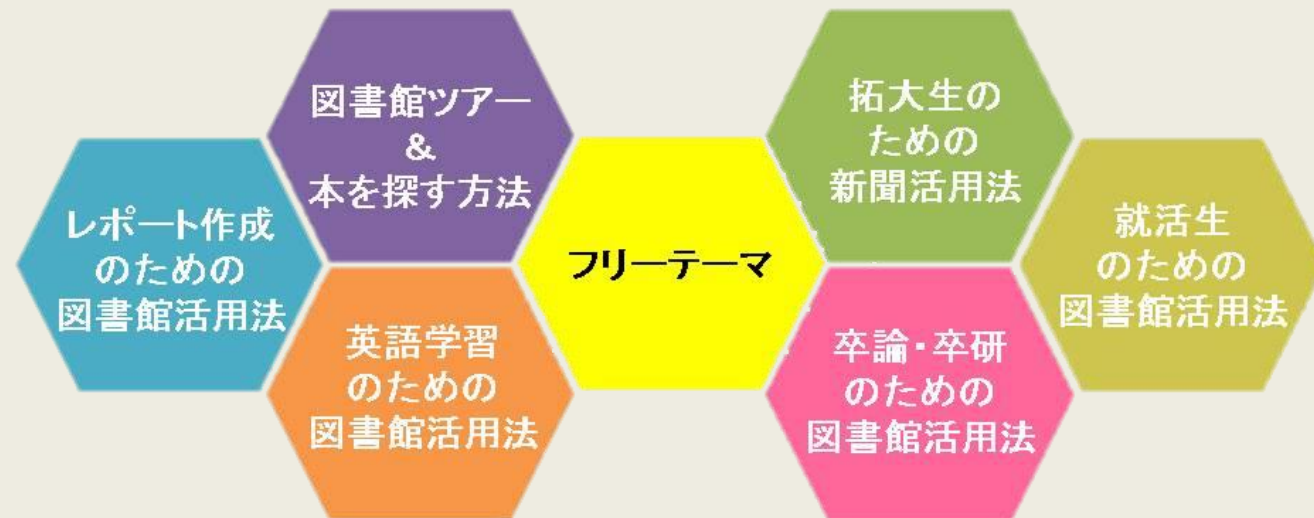 レポート作成
のための
図書館活用法
図書館ツアー
&
本を探す方法
英語学習
のための
図書館活用法
フリーテーマ
拓大生の
ための
新聞活用法
卒論・卒研
のための
図書館活用法
就活生
のための
図書館活用法